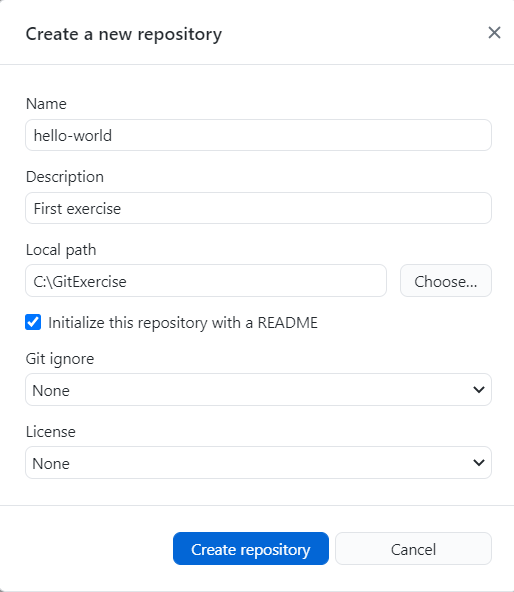 Create a new repository
Name
hello-world
Description
First exercise
Local path
C:\GitExercise
Choose...
Initialize this repository with a README
Git ignore
None
License
None
Create repository
Cancel